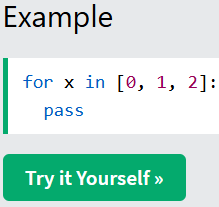 Example
for x in [0, 1, 2]:
  pass
Try it Yourself »